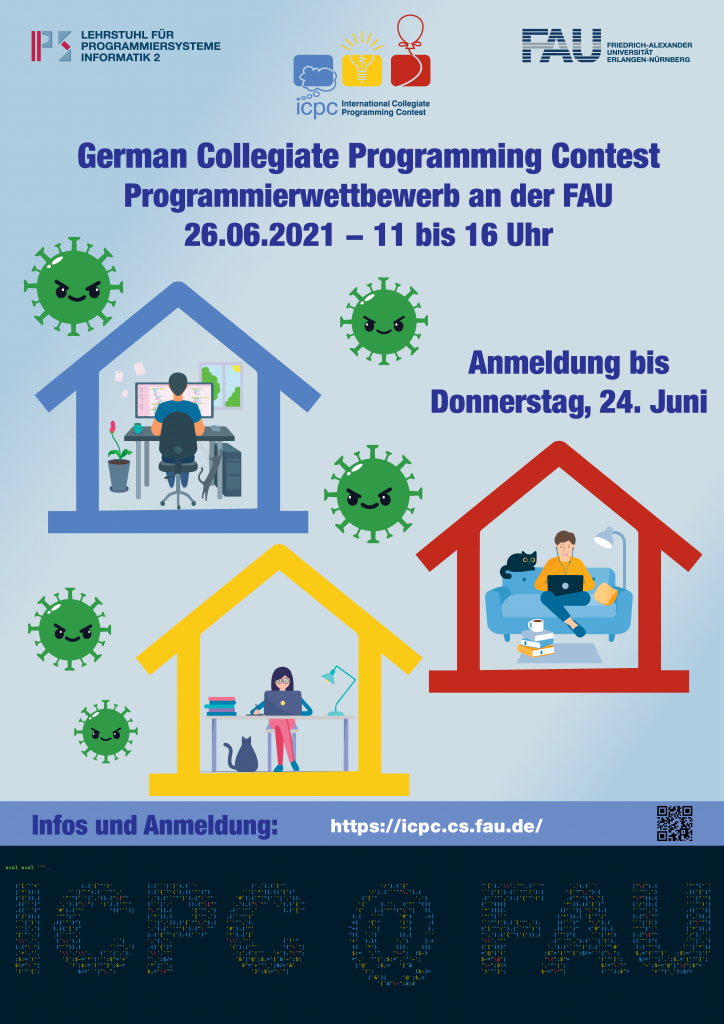 LEHRSTUHL FÜR
PROGRAMMIERSYSTEME
INFORMATIK 2
FAU
FRIEDRICH-ALEXANDER
UNIVERSITÄT
ERLANGEN-NÜRNBERG
icpc
International Collegiate
Programming Contest
German Collegiate Programming Contest
Programmierwettbewerb an der FAU
26.06.2021 – 11 bis 16 Uhr
Anmeldung bis
Donnerstag, 24. Juni
Infos und Anmeldung:
https://icpc.cs.fau.de/
eval eval
ICPC @ FAU